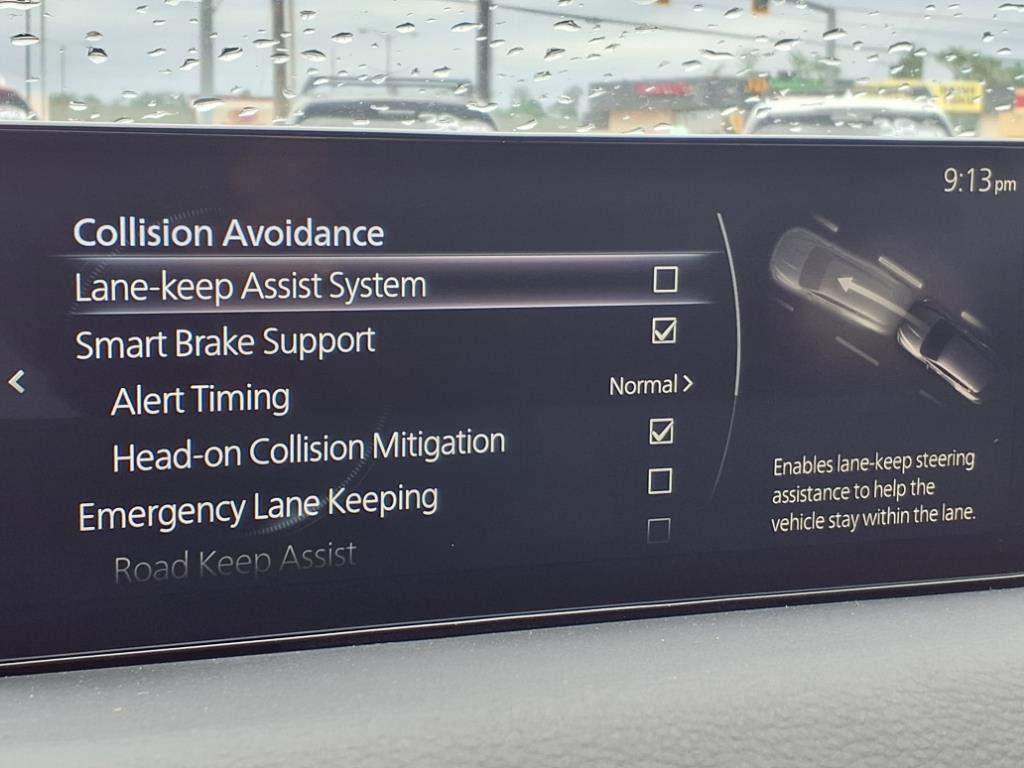 9:13pm
Collision Avoidance
Lane-keep Assist System
Smart Brake Support
Alert Timing
Normal >
Head-on Collision Mitigation
Emergency Lane Keeping
Road Keep Assist
Enables lane-keep steering
assistance to help the
vehicle stay within the lane.